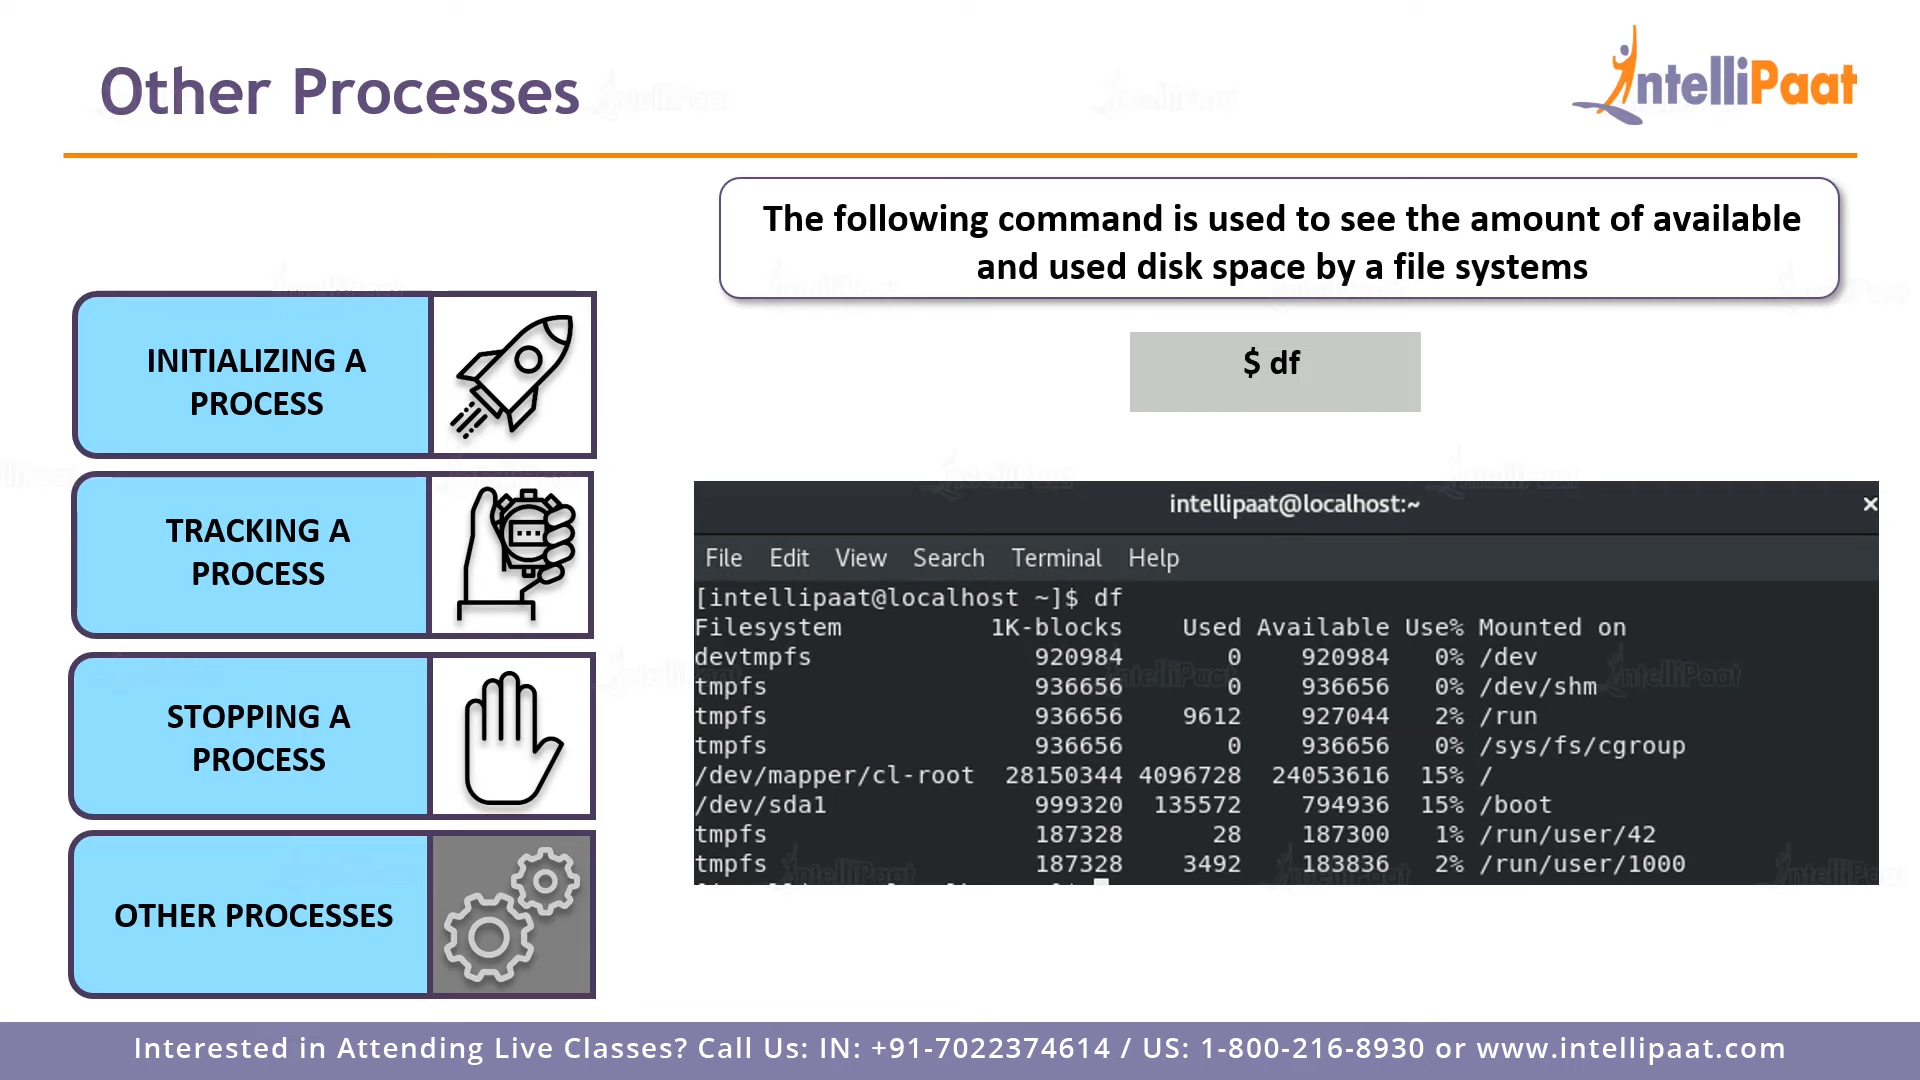 Other Processes
IntelliPaat
The following command is used to see the amount of available
and used disk space by a file systems
$ df
INITIALIZING A
PROCESS
TRACKING A
PROCESS
STOPPING A
PROCESS
OTHER PROCESSES
intellipaat@localhost:~ ×
File Edit View Search Terminal Help
[intellipaat@localhost ~]$ df
Filesystem 1K-blocks Used Available Use% Mounted on
devtmpfs 920984 0 920984 0% /dev
tmpfs 936656 0 936656 0% /dev/shm
tmpfs 936656 9612 927044 2% /run
tmpfs 936656 0 936656 0% /sys/fs/cgroup
/dev/mapper/cl-root 28150344 4096728 24053616 15% /
/dev/sda1 999320 135572 794936 15% /boot
tmpfs 187328 28 187300 1% /run/user/42
tmpfs 187328 3492 183836 2% /run/user/1000
Interested in Attending Live Classes? Call Us: IN: +91-7022374614 / US: 1-800-216-8930 or www.intellipaat.com